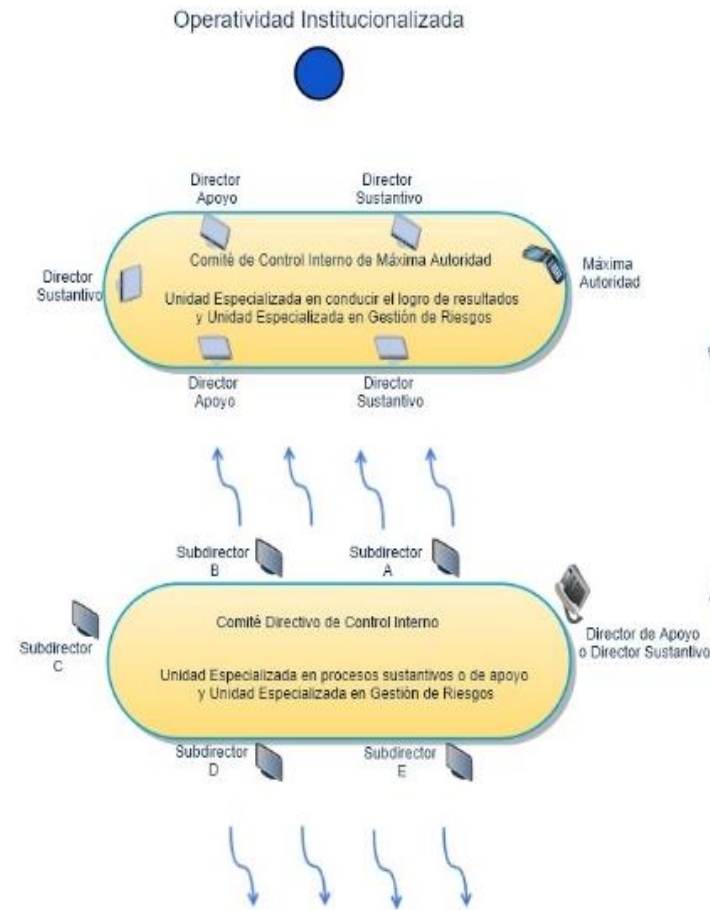 Operatividad Institucionalizada
Director
Apoyo
Director
Sustantivo
Comité de Control Interno de Máxima Autoridad
Director
Sustantivo
Máxima
Autoridad
Unidad Especializada en conducir el logro de resultados
y Unidad Especializada en Gestión de Riesgos
Director
Apoyo
Director
Sustantivo
Subdirector
B
Subdirector
A
Comité Directivo de Control Interno
Subdirector
C
Director de Apoyo
o Director Sustantivo
Unidad Especializada en procesos sustantivos o de apoyo
y Unidad Especializada en Gestión de Riesgos
Subdirector
D
Subdirector
E